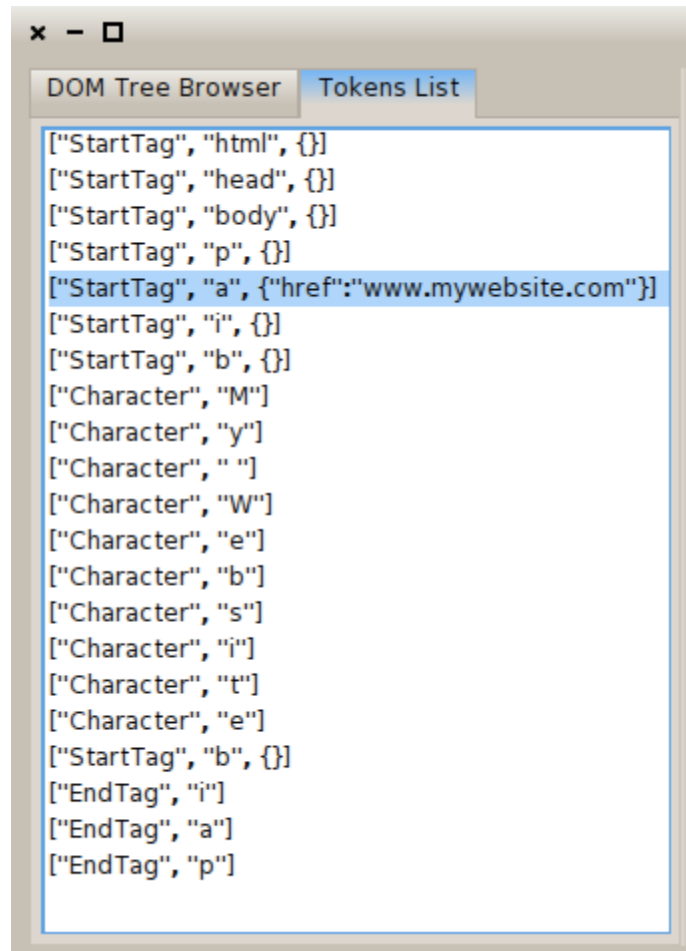 DOM Tree Browser Tokens List
["StartTag", "html", {}]
["StartTag", "head", {}]
["StartTag", "body", {}]
["StartTag", "p", {}]
["StartTag", "a", {"href":"www.mywebsite.com"}]
["StartTag", "i", {}]
["StartTag", "b", {}]
["Character", "M"]
["Character", "y"]
["Character", " "]
["Character", "W"]
["Character", "e"]
["Character", "b"]
["Character", "s"]
["Character", "i"]
["Character", "t"]
["Character", "e"]
["StartTag", "b", {}]
["EndTag", "i"]
["EndTag", "a"]
["EndTag", "p"]